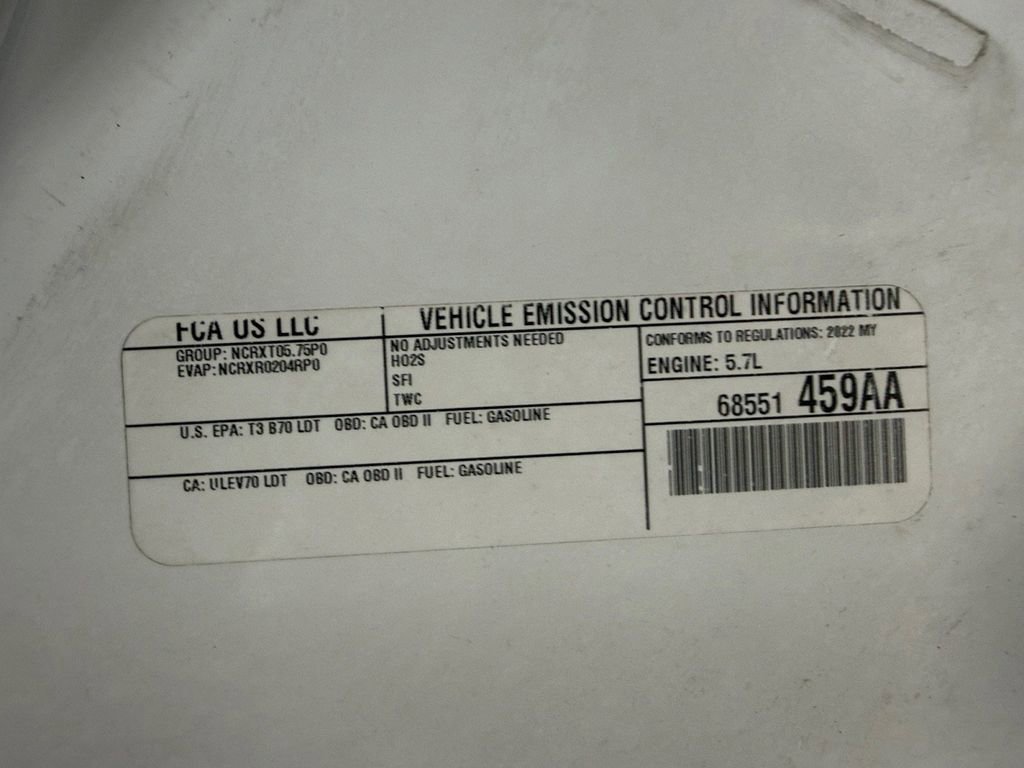 FCA US LLC
VEHICLE EMISSION CONTROL INFORMATION
GROUP: NCRXT05.75P0
EVAP: NCRXR0204RP0
NO ADJUSTMENTS NEEDED
HO2S
SFI
TWC
CONFORMS TO REGULATIONS: 2022 MY
ENGINE: 5.7L
68551 459AA
U.S. EPA: T3 B70 LDT OBD: CA OBD II FUEL: GASOLINE
CA: ULEV70 LDT OBD: CA OBD II FUEL: GASOLINE